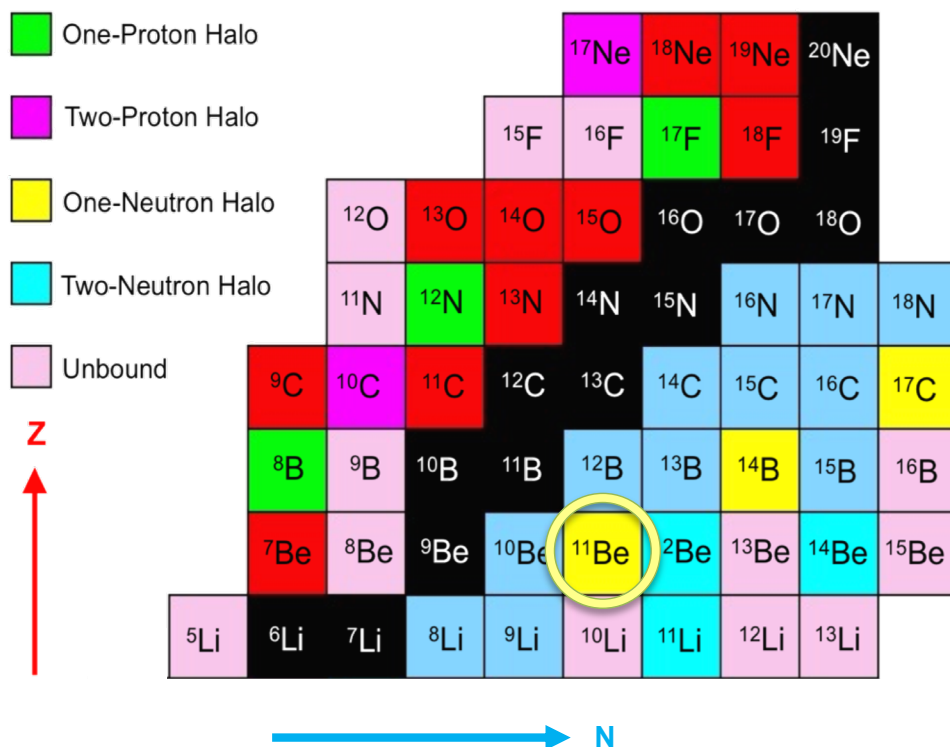 One-Proton Halo
Two-Proton Halo
One-Neutron Halo
Two-Neutron Halo
Unbound
Z
¹⁷Ne ¹⁸Ne ¹⁹Ne ²⁰Ne
¹⁵F ¹⁶F ¹⁷F ¹⁸F ¹⁹F
¹²O ¹³O ¹⁴O ¹⁵O ¹⁶O ¹⁷O ¹⁸O
¹¹N ¹²N ¹³N ¹⁴N ¹⁵N ¹⁶N ¹⁷N ¹⁸N
⁹C ¹⁰C ¹¹C ¹²C ¹³C ¹⁴C ¹⁵C ¹⁶C ¹⁷C
⁸B ⁹B ¹⁰B ¹¹B ¹²B ¹³B ¹⁴B ¹⁵B ¹⁶B
⁷Be ⁸Be ⁹Be ¹⁰Be ¹¹Be ²Be ¹³Be ¹⁴Be ¹⁵Be
⁵Li ⁶Li ⁷Li ⁸Li ⁹Li ¹⁰Li ¹¹Li ¹²Li ¹³Li
N